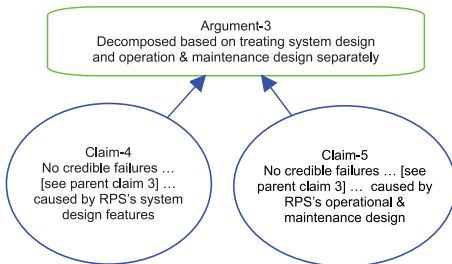 Argument-3
Decomposed based on treating system design
and operation & maintenance design separately
Claim-4
No credible failures ...
[see parent claim 3] ...
caused by RPS's system
design features
Claim-5
No credible failures ... [see
parent claim 3] ... caused by
RPS's operational &
maintenance design